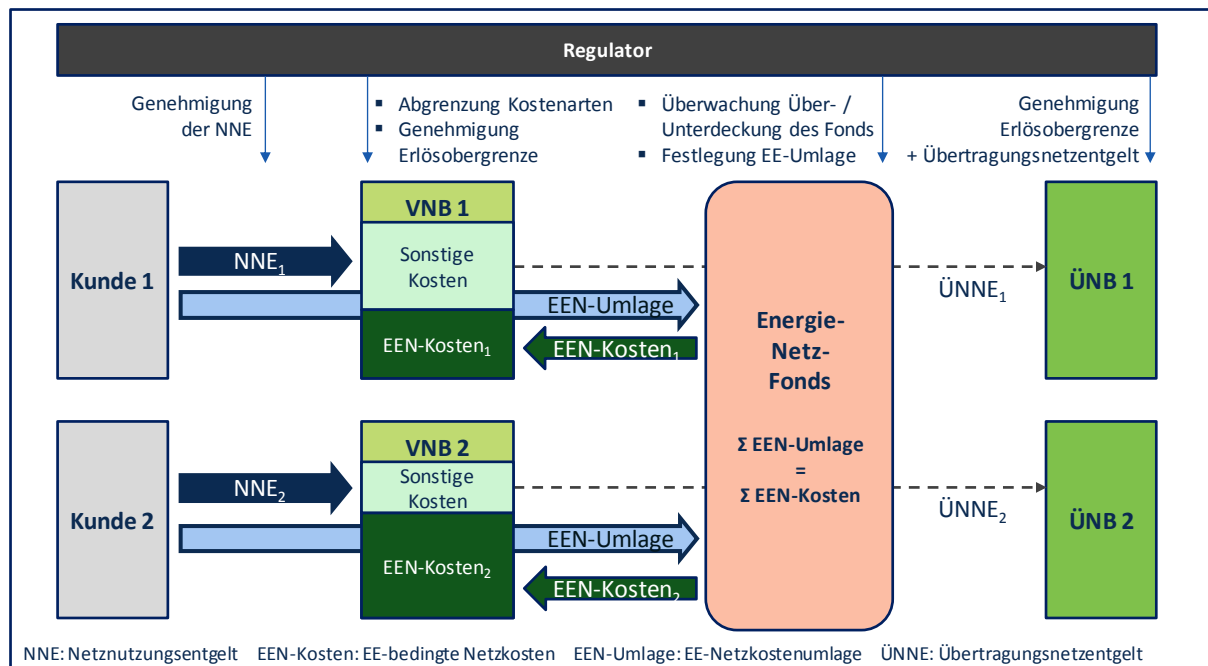 Regulator
Genehmigung
der NNE
▪ Abgrenzung Kostenarten
▪ Genehmigung
Erlösobergrenze
▪ Überwachung Über- /
Unterdeckung des Fonds
▪ Festlegung EE-Umlage
Genehmigung
Erlösobergrenze
+ Übertragungsnetzentgelt
Kunde 1
NNE₁
VNB 1
Sonstige
Kosten
EEN-Kosten₁
EEN-Umlage
EEN-Kosten₁
Energie-
Netz-
Fonds
Σ EEN-Umlage
=
Σ EEN-Kosten
ÜNNE₁
ÜNB 1
Kunde 2
NNE₂
VNB 2
Sonstige
Kosten
EEN-Kosten₂
EEN-Umlage
EEN-Kosten₂
ÜNNE₂
ÜNB 2
NNE: Netznutzungsentgelt EEN-Kosten: EE-bedingte Netzkosten EEN-Umlage: EE-Netzkostenumlage ÜNNE: Übertragungsnetzentgelt